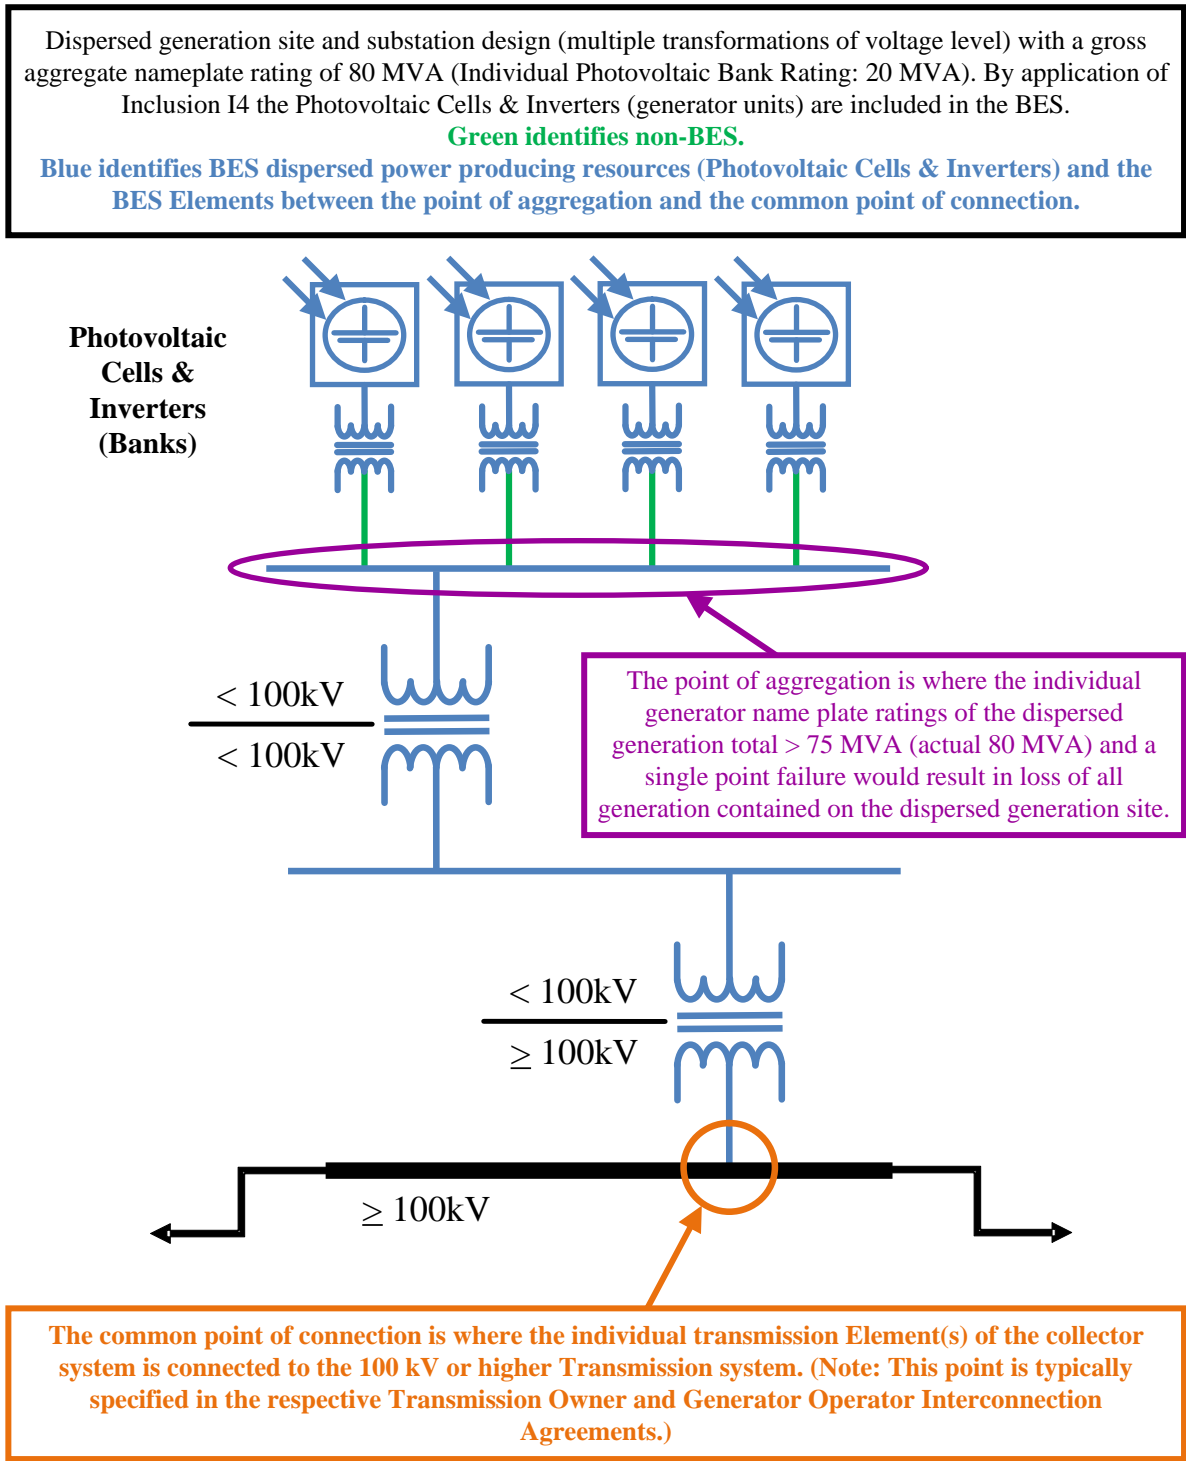 Dispersed generation site and substation design (multiple transformations of voltage level) with a gross
aggregate nameplate rating of 80 MVA (Individual Photovoltaic Bank Rating: 20 MVA). By application of
Inclusion I4 the Photovoltaic Cells & Inverters (generator units) are included in the BES.
Green identifies non-BES.
Blue identifies BES dispersed power producing resources (Photovoltaic Cells & Inverters) and the
BES Elements between the point of aggregation and the common point of connection.
Photovoltaic
Cells &
Inverters
(Banks)
< 100kV
< 100kV
The point of aggregation is where the individual
generator name plate ratings of the dispersed
generation total > 75 MVA (actual 80 MVA) and a
single point failure would result in loss of all
generation contained on the dispersed generation site.
< 100kV
≥ 100kV
≥ 100kV
The common point of connection is where the individual transmission Element(s) of the collector
system is connected to the 100 kV or higher Transmission system. (Note: This point is typically
specified in the respective Transmission Owner and Generator Operator Interconnection
Agreements.)